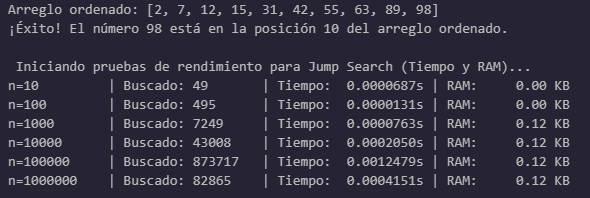 Arreglo ordenado: [2, 7, 12, 15, 31, 42, 55, 63, 89, 98]
¡Éxito! El número 98 está en la posición 10 del arreglo ordenado.
Iniciando pruebas de rendimiento para Jump Search (Tiempo y RAM)...
n=10 | Buscado: 49 | Tiempo: 0.0000687s | RAM: 0.00 KB
n=100 | Buscado: 495 | Tiempo: 0.0000131s | RAM: 0.00 KB
n=1000 | Buscado: 7249 | Tiempo: 0.0000763s | RAM: 0.12 KB
n=10000 | Buscado: 43008 | Tiempo: 0.0002050s | RAM: 0.12 KB
n=100000 | Buscado: 873717 | Tiempo: 0.0012479s | RAM: 0.12 KB
n=1000000 | Buscado: 82865 | Tiempo: 0.0004151s | RAM: 0.12 KB